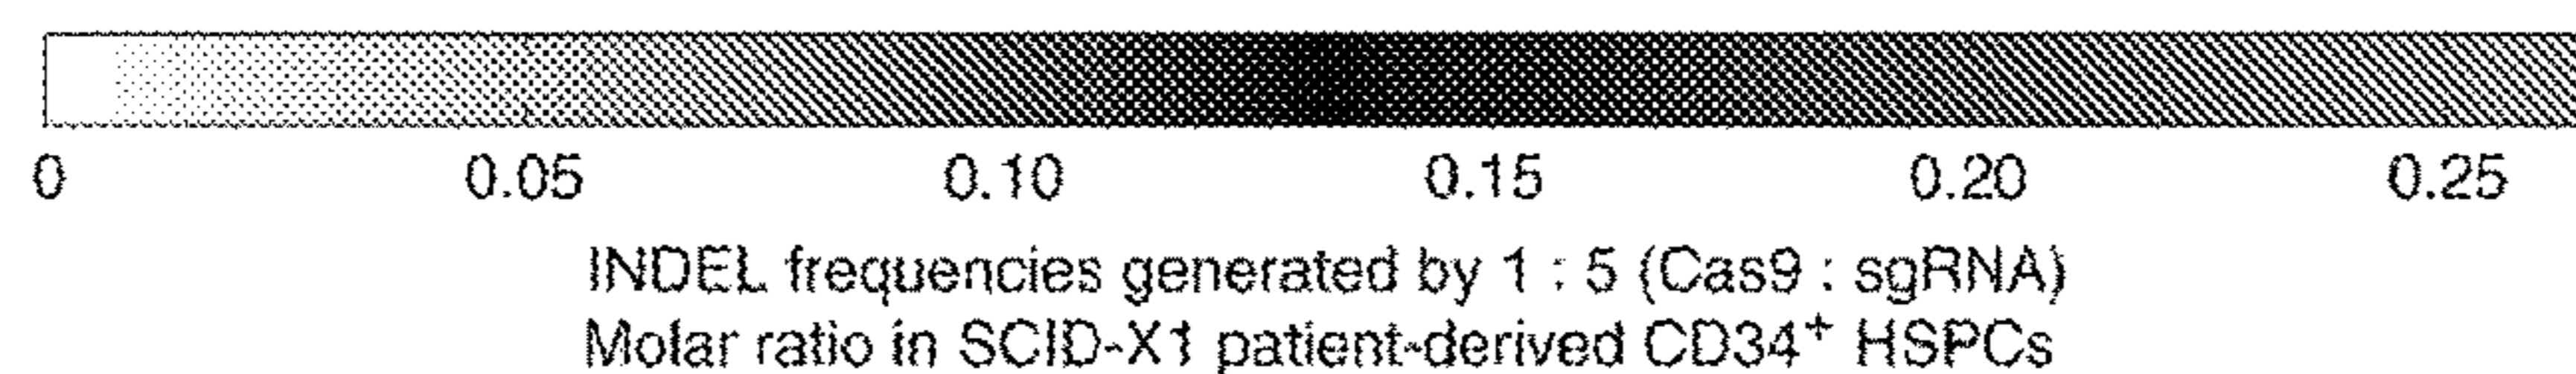 0 0.05 0.10 0.15 0.20 0.25
INDEL frequencies generated by 1 : 5 (Cas9 : sgRNA)
Molar ratio in SCID-X1 patient-derived CD34⁺ HSPCs